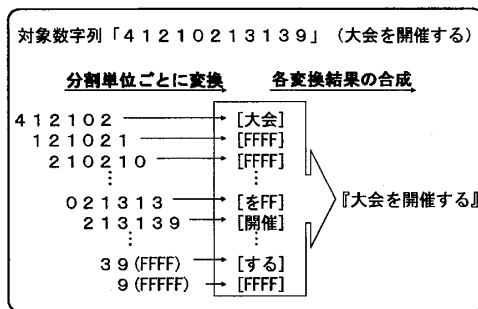 対象数字列「41210213139」(大会を開催する)
分割単位ごとに変換 各変換結果の合成
412102 [大会]
121021 [FFFF]
210210 [FFFF]
⋮ ⋮
021313 [をFF]
213139 [開催]
⋮ ⋮
39(FFFF) [する]
9(FFFFF) [FFFF]
『大会を開催する』